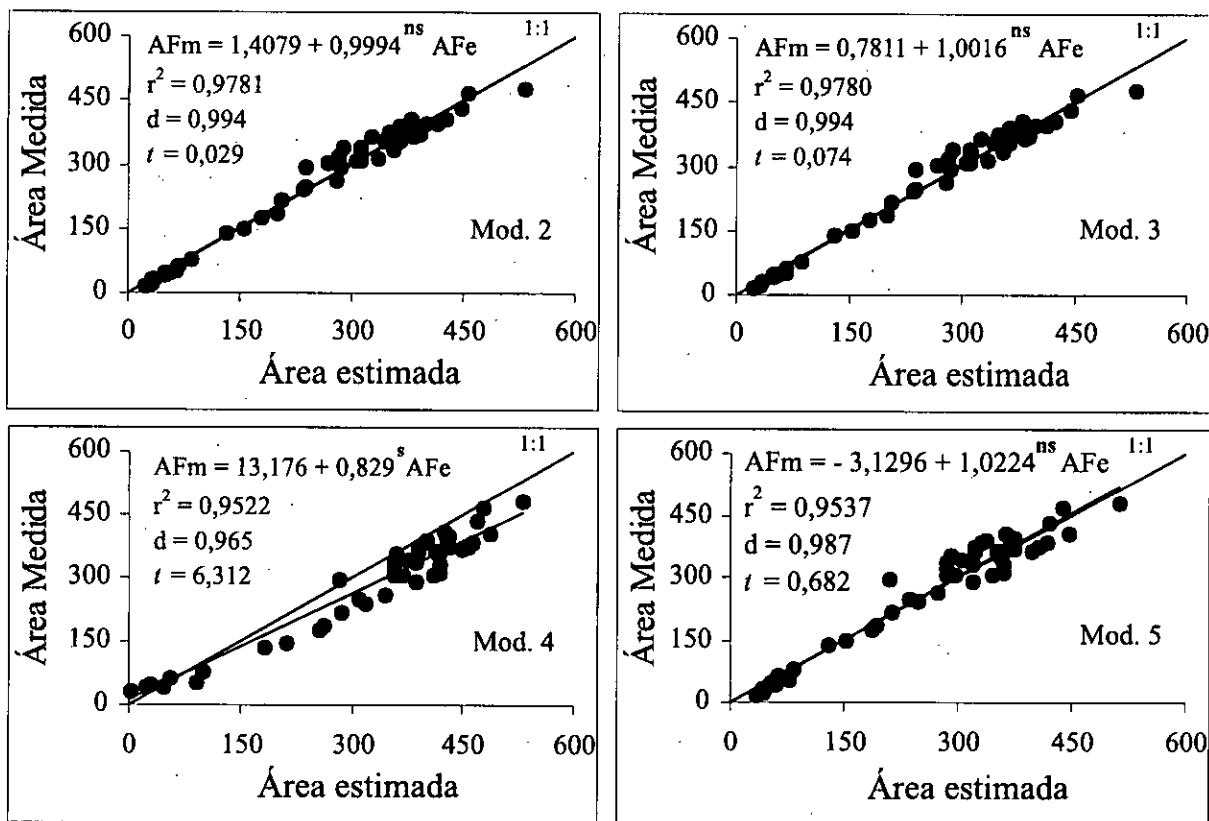 600
450
300
150
0
Área Medida
AFm = 1,4079 + 0,9994 ns AFe
1:1
r² = 0,9781
d = 0,994
t = 0,029
Mod. 2
0 150 300 450 600
Área estimada
600
450
300
150
0
Área Medida
AFm = 0,7811 + 1,0016 ns AFe
1:1
r² = 0,9780
d = 0,994
t = 0,074
Mod. 3
0 150 300 450 600
Área estimada
600
450
300
150
0
Área Medida
AFm = 13,176 + 0,829 s AFe
1:1
r² = 0,9522
d = 0,965
t = 6,312
Mod. 4
0 150 300 450 600
Área estimada
600
450
300
150
0
Área Medida
AFm = - 3,1296 + 1,0224 ns AFe
1:1
r² = 0,9537
d = 0,987
t = 0,682
Mod. 5
0 150 300 450 600
Área estimada